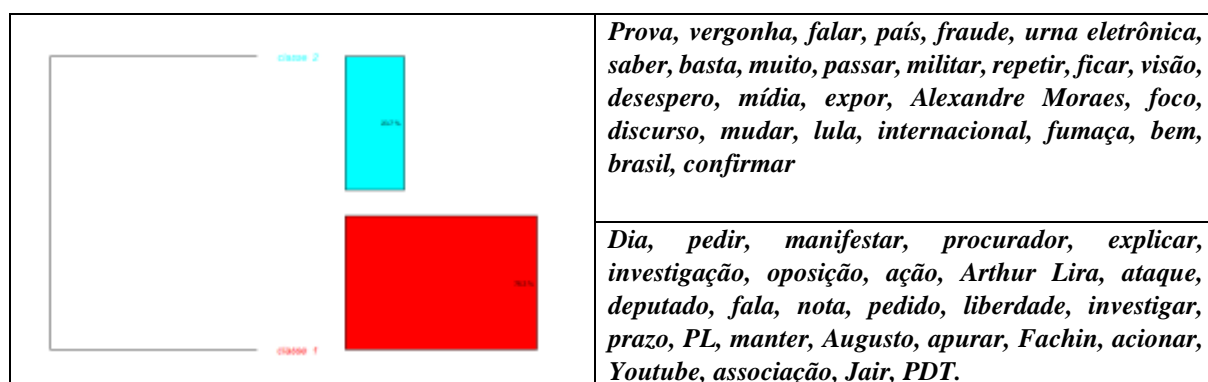 classe 2
Prova, vergonha, falar, país, fraude, urna eletrônica,
saber, basta, muito, passar, militar, repetir, ficar, visão,
desespero, mídia, expor, Alexandre Moraes, foco,
discurso, mudar, lula, internacional, fumaça, bem,
brasil, confirmar
Dia, pedir, manifestar, procurador, explicar,
investigação, oposição, ação, Arthur Lira, ataque,
deputado, fala, nota, pedido, liberdade, investigar,
prazo, PL, manter, Augusto, apurar, Fachin, acionar,
Youtube, associação, Jair, PDT.
classe 1